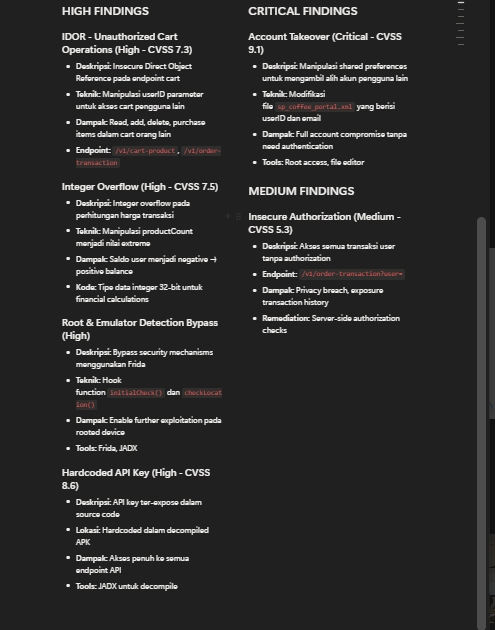 HIGH FINDINGS
IDOR - Unauthorized Cart
Operations (High - CVSS 7.3)
Deskripsi: Insecure Direct Object
Reference pada endpoint cart
Teknik: Manipulasi userID parameter
untuk akses cart pengguna lain
Dampak: Read, add, delete, purchase
items dalam cart orang lain
Endpoint: /v1/cart-product, /v1/order-
transaction
Integer Overflow (High - CVSS 7.5)
Deskripsi: Integer overflow pada
perhitungan harga transaksi
Teknik: Manipulasi productCount
menjadi nilai extreme
Dampak: Saldo user menjadi negative →
positive balance
Kode: Tipe data integer 32-bit untuk
financial calculations
Root & Emulator Detection Bypass
(High)
Deskripsi: Bypass security mechanisms
menggunakan Frida
Teknik: Hook
function initialCheck() dan checkLocat
ion()
Dampak: Enable further exploitation pada
rooted device
Tools: Frida, JADX
Hardcoded API Key (High - CVSS
8.6)
Deskripsi: API key ter-expose dalam
source code
Lokasi: Hardcoded dalam decompiled
APK
Dampak: Akses penuh ke semua
endpoint API
Tools: JADX untuk decompile
CRITICAL FINDINGS
Account Takeover (Critical - CVSS
9.1)
Deskripsi: Manipulasi shared preferences
untuk mengambil alih akun pengguna lain
Teknik: Modifikasi
file sp_coffee_portal.xml yang berisi
userID dan email
Dampak: Full account compromise tanpa
need authentication
Tools: Root access, file editor
MEDIUM FINDINGS
Insecure Authorization (Medium -
CVSS 5.3)
Deskripsi: Akses semua transaksi user
tanpa authorization
Endpoint: /v1/order-transaction?user=
Dampak: Privacy breach, exposure
transaction history
Remediation: Server-side authorization
checks